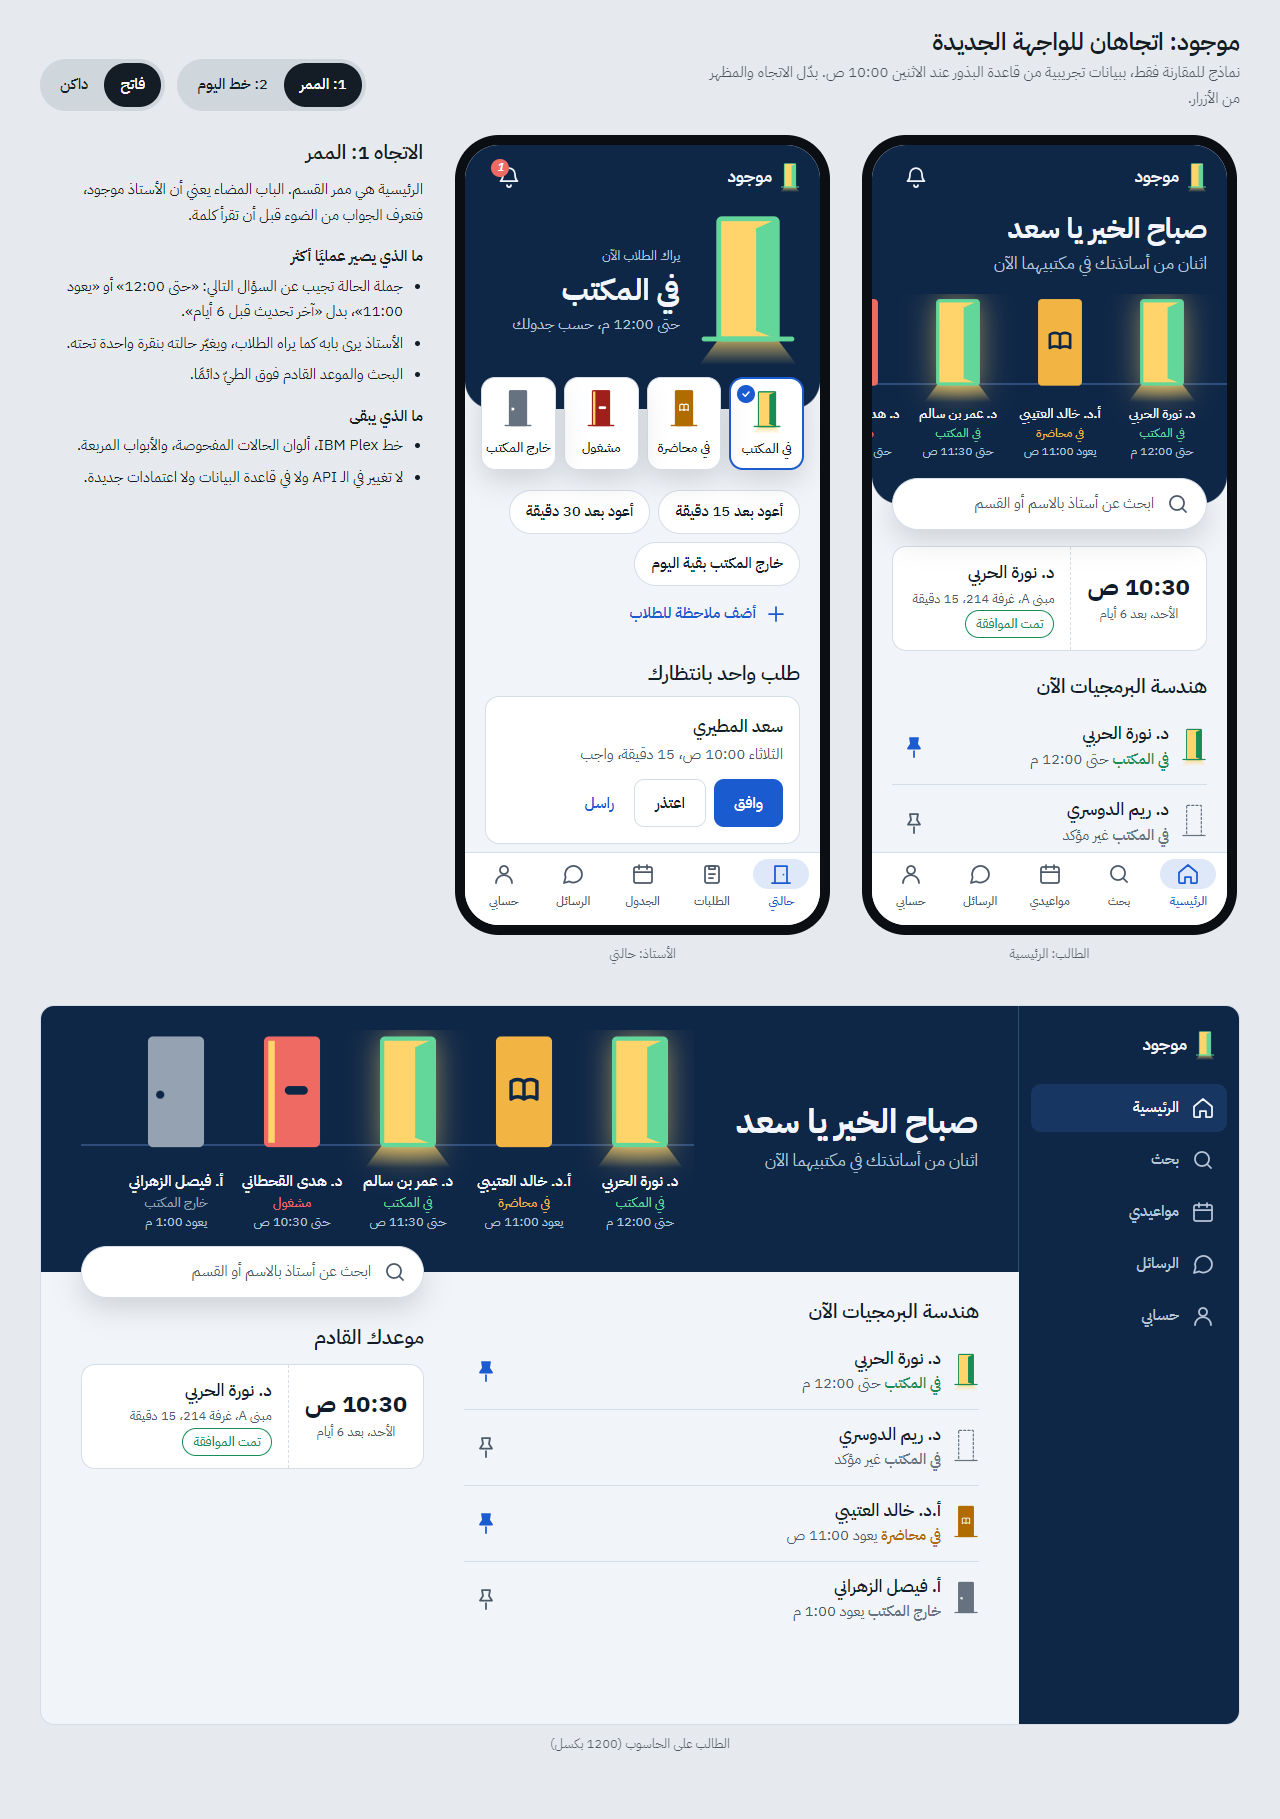 موجود: اتجاهان للواجهة الجديدة
نماذج للمقارنة فقط، ببيانات تجريبية من قاعدة البذور عند الاثنين 10:00 ص. بدّل الاتجاه والمظهر
من الأزرار.
1: الممر
2: خط اليوم
فاتح
داكن
موجود
صباح الخير يا سعد
اثنان من أساتذتك في مكتبيهما الآن
د. نورة الحربي
في المكتب
حتى 12:00 م
أ.د. خالد العتيبي
في محاضرة
يعود 11:00 ص
د. عمر بن سالم
في المكتب
حتى 11:30 ص
د. هد
حتى
ابحث عن أستاذ بالاسم أو القسم
10:30 ص
الأحد، بعد 6 أيام
د. نورة الحربي
مبنى A، غرفة 214، 15 دقيقة
تمت الموافقة
هندسة البرمجيات الآن
د. نورة الحربي
في المكتب حتى 12:00 م
د. ريم الدوسري
في المكتب غير مؤكد
الرئيسية
بحث
مواعيدي
الرسائل
حسابي
الطالب: الرئيسية
موجود
1
يراك الطلاب الآن
في المكتب
حتى 12:00 م، حسب جدولك
في المكتب
في محاضرة
مشغول
خارج المكتب
أعود بعد 15 دقيقة
أعود بعد 30 دقيقة
خارج المكتب بقية اليوم
أضف ملاحظة للطلاب
طلب واحد بانتظارك
سعد المطيري
الثلاثاء 10:00 ص، 15 دقيقة، واجب
وافق
اعتذر
راسل
حالتي
الطلبات
الجدول
الرسائل
حسابي
الأستاذ: حالتي
الاتجاه 1: الممر
الرئيسية هي ممر القسم. الباب المضاء يعني أن الأستاذ موجود،
فتعرف الجواب من الضوء قبل أن تقرأ كلمة.
ما الذي يصير عمليًا أكثر
جملة الحالة تجيب عن السؤال التالي: «حتى 12:00» أو «يعود
11:00»، بدل «آخر تحديث قبل 6 أيام».
الأستاذ يرى بابه كما يراه الطلاب، ويغيّر حالته بنقرة واحدة تحته.
البحث والموعد القادم فوق الطيّ دائمًا.
ما الذي يبقى
خط IBM Plex، ألوان الحالات المفحوصة، والأبواب المربعة.
لا تغيير في الـ API ولا في قاعدة البيانات ولا اعتمادات جديدة.
موجود
الرئيسية
بحث
مواعيدي
الرسائل
حسابي
صباح الخير يا سعد
اثنان من أساتذتك في مكتبيهما الآن
د. نورة الحربي
في المكتب
حتى 12:00 م
أ.د. خالد العتيبي
في محاضرة
يعود 11:00 ص
د. عمر بن سالم
في المكتب
حتى 11:30 ص
د. هدى القحطاني
مشغول
حتى 10:30 ص
أ. فيصل الزهراني
خارج المكتب
يعود 1:00 م
ابحث عن أستاذ بالاسم أو القسم
هندسة البرمجيات الآن
د. نورة الحربي
في المكتب حتى 12:00 م
د. ريم الدوسري
في المكتب غير مؤكد
أ.د. خالد العتيبي
في محاضرة يعود 11:00 ص
أ. فيصل الزهراني
خارج المكتب يعود 1:00 م
موعدك القادم
10:30 ص
الأحد، بعد 6 أيام
د. نورة الحربي
مبنى A، غرفة 214، 15 دقيقة
تمت الموافقة
الطالب على الحاسوب (1200 بكسل)